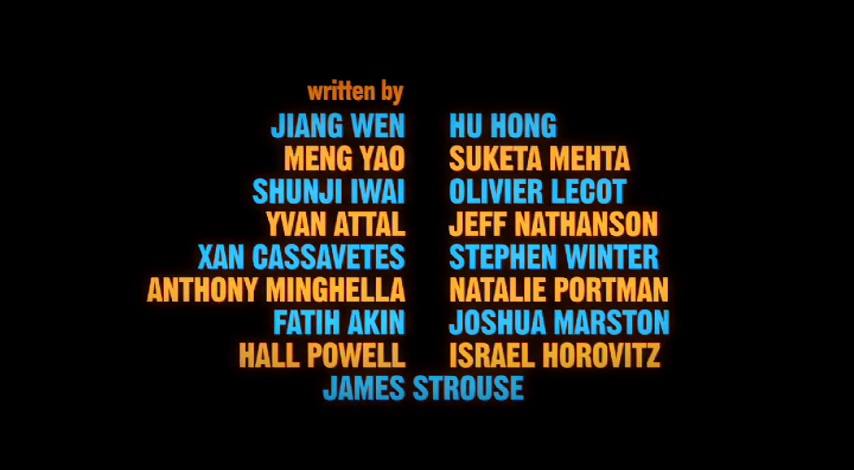 written by
JIANG WEN HU HONG
MENG YAO SUKETA MEHTA
SHUNJI IWAI OLIVIER LECOT
YVAN ATTAL JEFF NATHANSON
XAN CASSAVETES STEPHEN WINTER
ANTHONY MINGHELLA NATALIE PORTMAN
FATIH AKIN JOSHUA MARSTON
HALL POWELL ISRAEL HOROVITZ
JAMES STROUSE